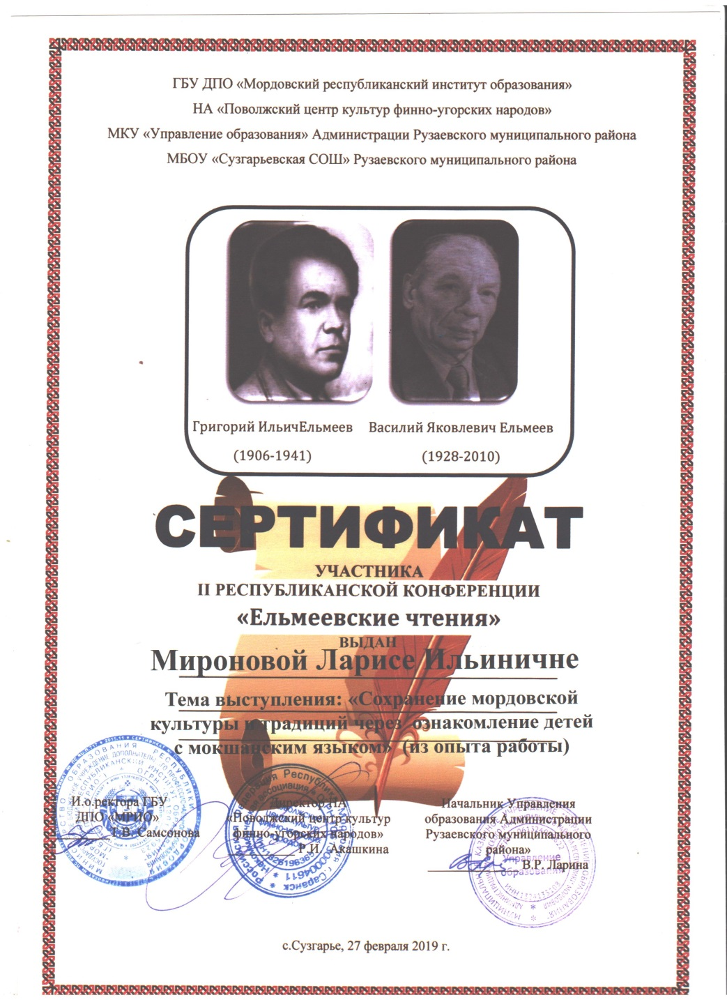 ГБУ ДПО «Мордовский республиканский институт образования»
НА «Поволжский центр культур финно-угорских народов»
МКУ «Управление образования» Администрации Рузаевского муниципального района
МБОУ «Сузгарьевская СОШ» Рузаевского муниципального района
Григорий ИльичЕльмеев
(1906-1941)
Василий Яковлевич Ельмеев
(1928-2010)
СЕРТИФИКАТ
УЧАСТНИКА
II РЕСПУБЛИКАНСКОЙ КОНФЕРЕНЦИИ
«Ельмеевские чтения»
ВЫДАН
Мироновой Ларисе Ильиничне
Тема выступления: «Сохранение мордовской
культуры и традиций через ознакомление детей
с мокшанским языком» (из опыта работы)
И.о.ректора ГБУ
ДПО «МРИО»
Т.В. Самсонова
Директор НА
«Поволжский центр культур
финно-угорских народов»
Р.И. Акашкина
Начальник Управления
образования Администрации
Рузаевского муниципального
района»
В.Р. Ларина
Управление
образования
с.Сузгарье, 27 февраля 2019 г.